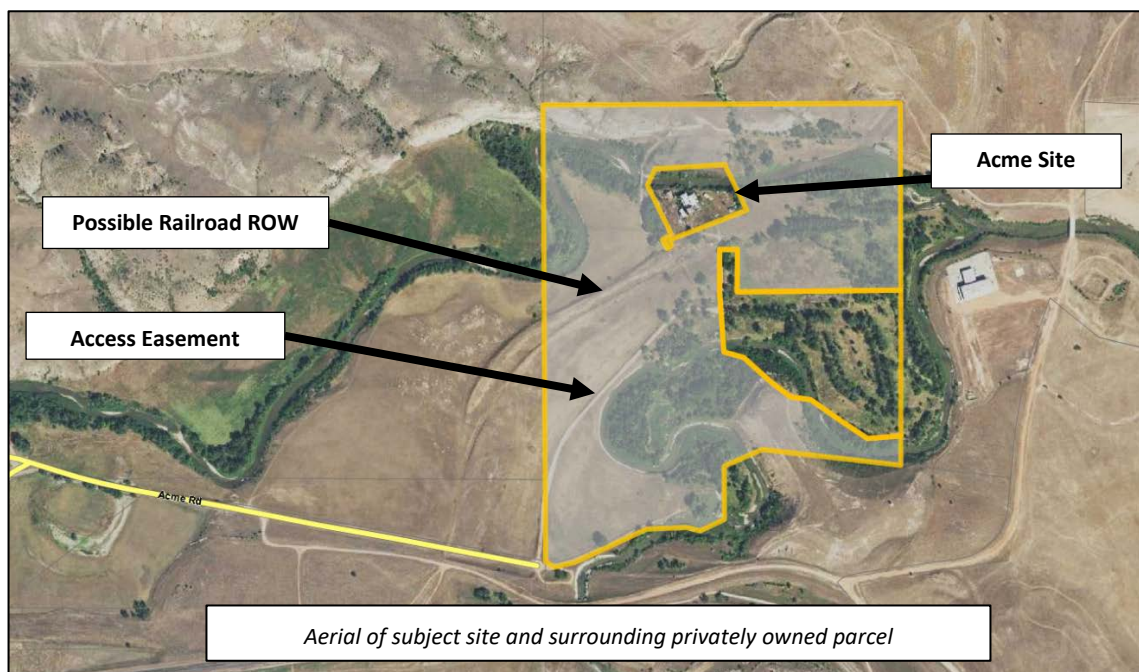 Acme Site
Possible Railroad ROW
Access Easement
Acme Rd
Aerial of subject site and surrounding privately owned parcel